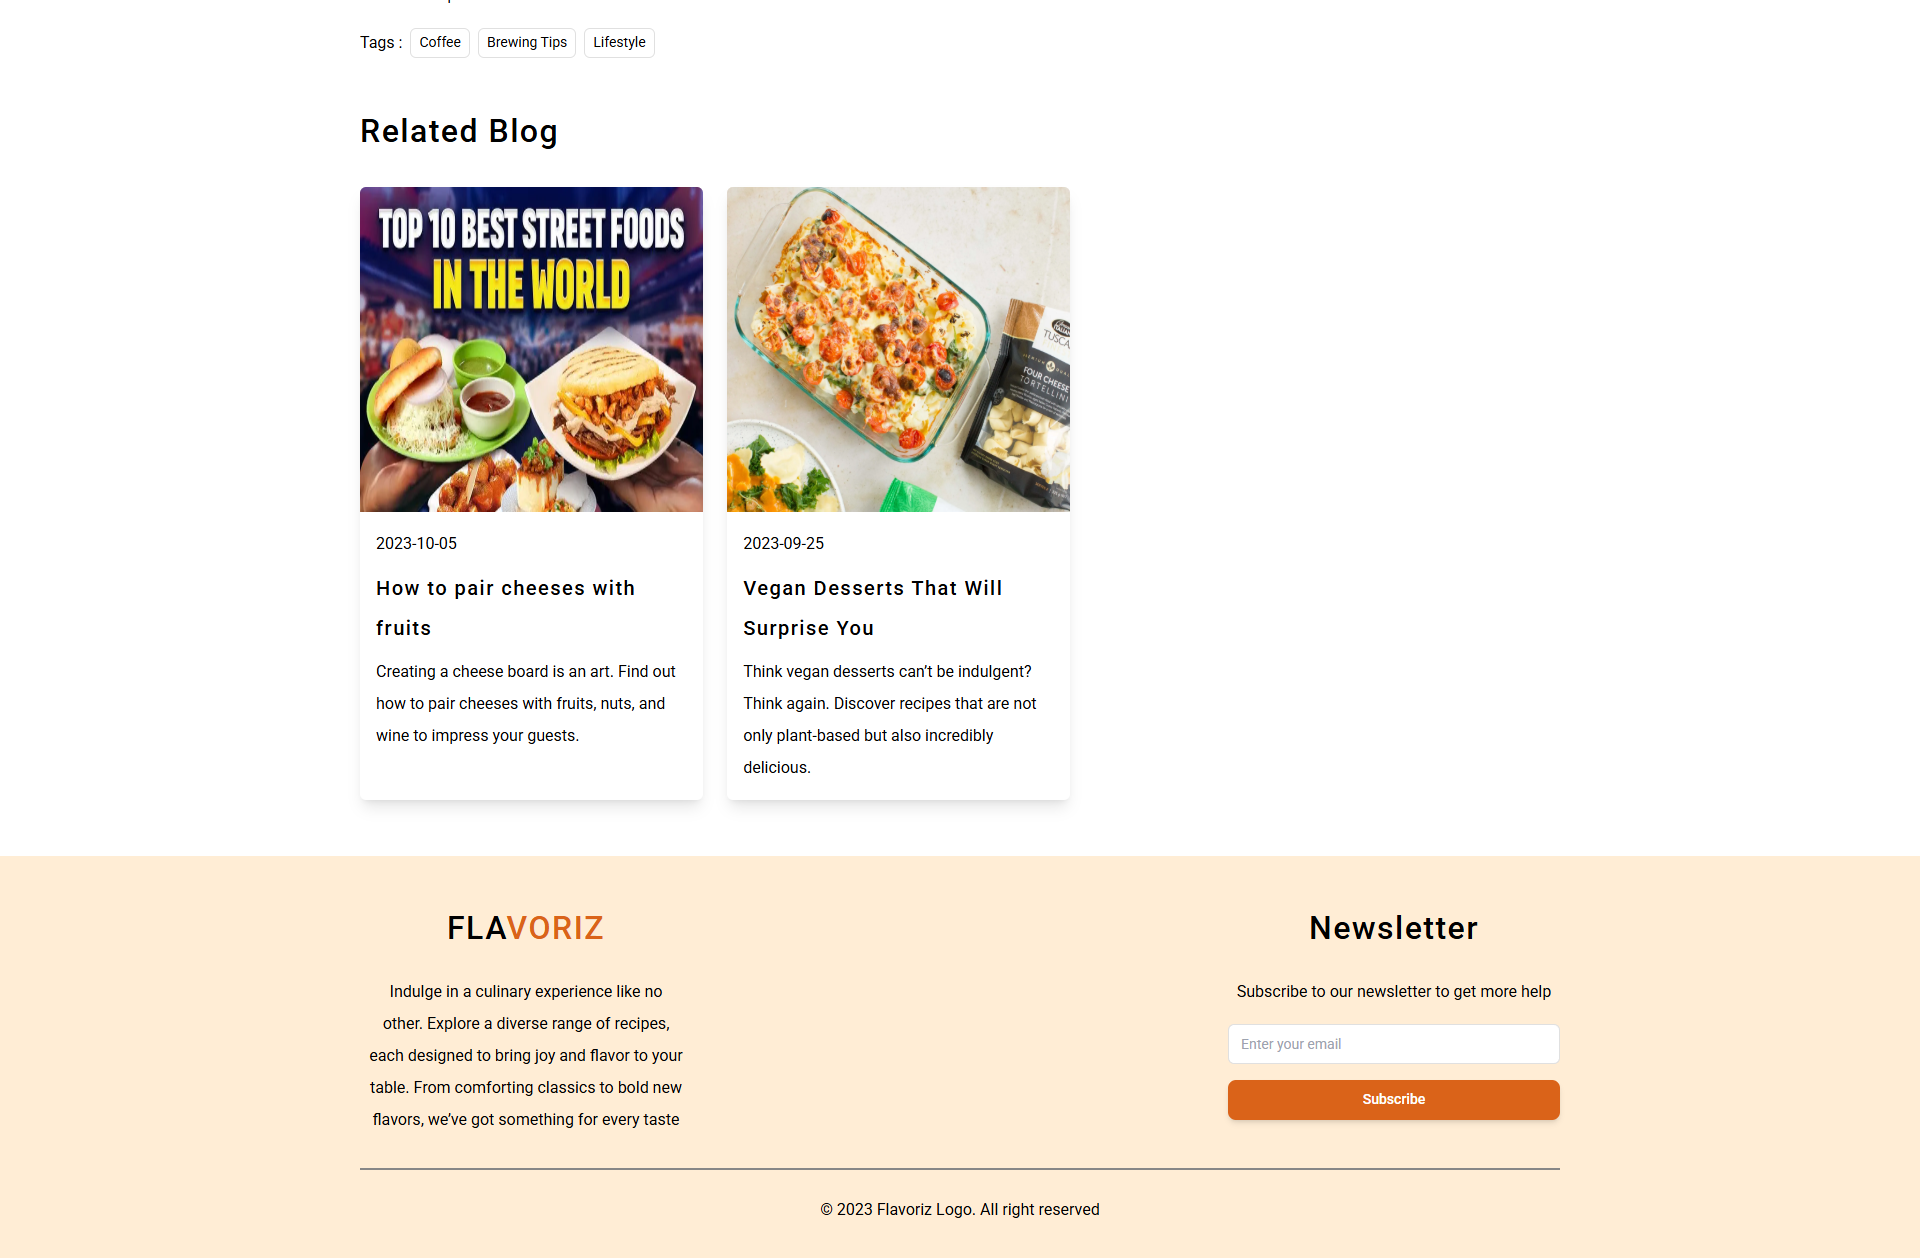 Tags :
Coffee
Brewing Tips
Lifestyle
Related Blog
TOP 10 BEST STREET FOODS
IN THE WORLD
2023-10-05
How to pair cheeses with
fruits
Creating a cheese board is an art. Find out
how to pair cheeses with fruits, nuts, and
wine to impress your guests.
TUSCA
FOUR CHEESE
TORTELLINI
2023-09-25
Vegan Desserts That Will
Surprise You
Think vegan desserts can’t be indulgent?
Think again. Discover recipes that are not
only plant-based but also incredibly
delicious.
FLAVORIZ
Indulge in a culinary experience like no
other. Explore a diverse range of recipes,
each designed to bring joy and flavor to your
table. From comforting classics to bold new
flavors, we’ve got something for every taste
Newsletter
Subscribe to our newsletter to get more help
Enter your email
Subscribe
© 2023 Flavoriz Logo. All right reserved